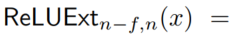 ReLUExt_{n−f,n}(x) =